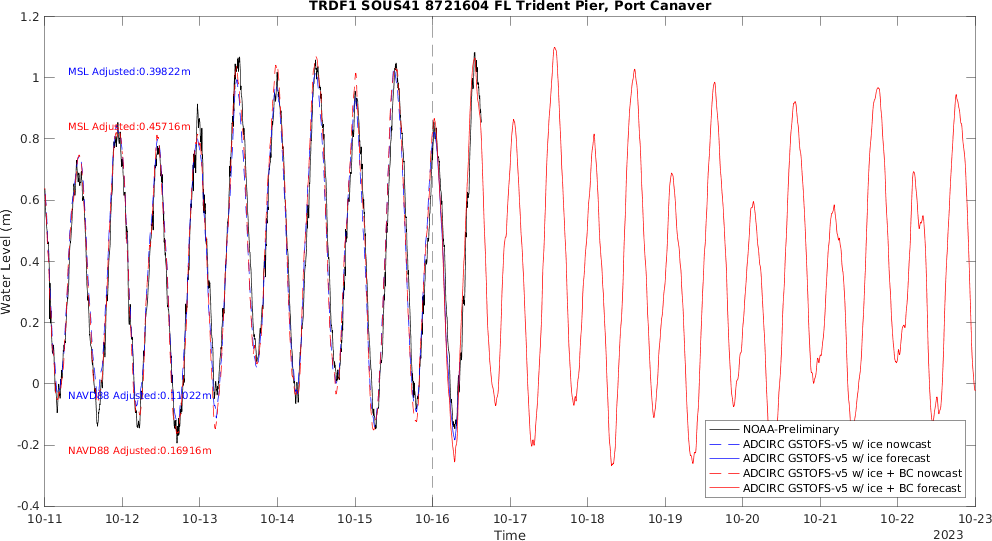 TRDF1 SOUS41 8721604 FL Trident Pier, Port Canaver
1.2
1
0.8
0.6
0.4
0.2
0
-0.2
-0.4
Water Level (m)
MSL Adjusted:0.39822m
MSL Adjusted:0.45716m
NAVD88 Adjusted:0.11022m
NAVD88 Adjusted:0.16916m
NOAA-Preliminary
ADCIRC GSTOFS-v5 w/ ice nowcast
ADCIRC GSTOFS-v5 w/ ice forecast
ADCIRC GSTOFS-v5 w/ ice + BC nowcast
ADCIRC GSTOFS-v5 w/ ice + BC forecast
10-11 10-12 10-13 10-14 10-15 10-16 10-17 10-18 10-19 10-20 10-21 10-22 10-23
Time
2023